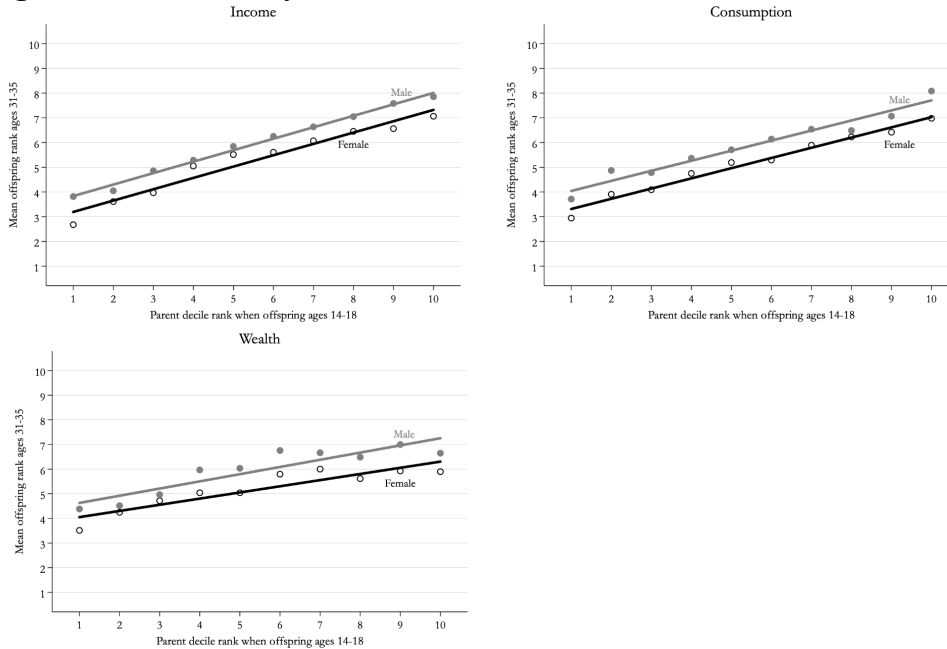 Income
10
9
8
7
6
5
4
3
2
1
Mean offspring rank ages 31-35
Male
Female
1 2 3 4 5 6 7 8 9 10
Parent decile rank when offspring ages 14-18
Consumption
10
9
8
7
6
5
4
3
2
1
Mean offspring rank ages 31-35
Male
Female
1 2 3 4 5 6 7 8 9 10
Parent decile rank when offspring ages 14-18
Wealth
10
9
8
7
6
5
4
3
2
1
Mean offspring rank ages 31-35
Male
Female
1 2 3 4 5 6 7 8 9 10
Parent decile rank when offspring ages 14-18